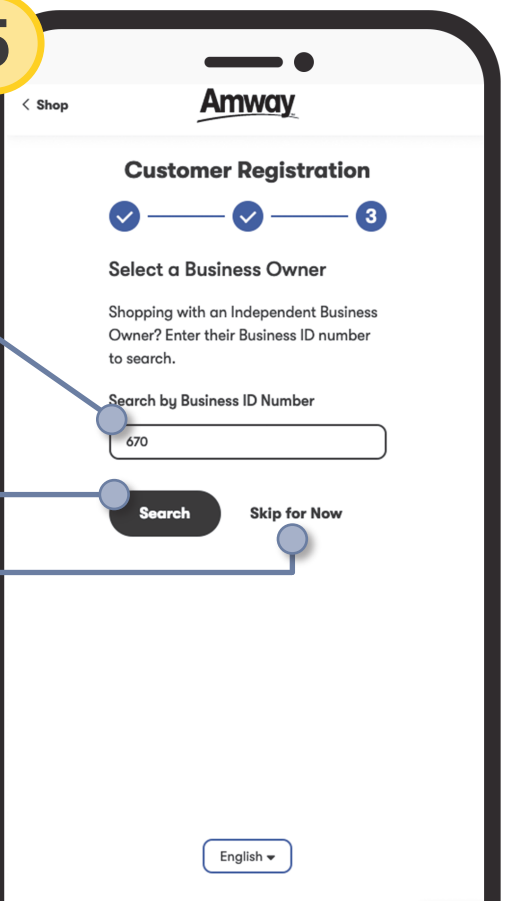 5
< Shop
Amway
Customer Registration
3
Select a Business Owner
Shopping with an Independent Business
Owner? Enter their Business ID number
to search.
Search by Business ID Number
670
Search
Skip for Now
English